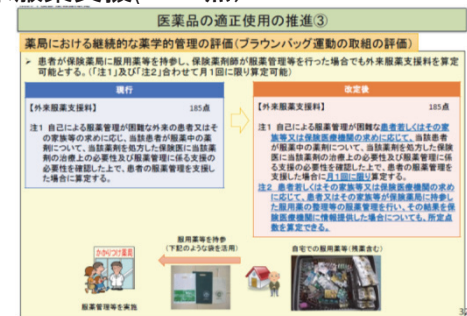 医薬品の適正使用の推進③
薬局における継続的な薬学的管理の評価(ブラウンバッグ運動の取組の評価)
➢ 患者が保険薬局に服用薬等を持参し、保険薬剤師が服薬管理等を行った場合でも外来服薬支援料を算定
可能とする。(「注1」及び「注2」合わせて月1回に限り算定可能)
現行
【外来服薬支援料】 185点
注1 自己による服薬管理が困難な外来の患者又はそ
の家族等の求めに応じ、当該患者が服薬中の薬
剤について、当該薬剤を処方した保険医に当該薬
剤の治療上の必要性及び服薬管理に係る支援の
必要性を確認した上で、患者の服薬管理を支援し
た場合に算定する。
改定後
【外来服薬支援料】 185点
注1 自己による服薬管理が困難な患者若しくはその家
族等又は保険医療機関の求めに応じて、当該患者
が服薬中の薬剤について、当該薬剤を処方した保険
医に当該薬剤の治療上の必要性及び服薬管理に係
る支援の必要性を確認した上で、患者の服薬管理を
支援した場合に月1回に限り算定する。
注2 患者若しくはその家族等又は保険医療機関の求め
に応じて、患者又はその家族等が保険薬局に持参し
た服用薬の整理等の服薬管理を行い、その結果を保
険医療機関に情報提供した場合についても、所定点
数を算定できる。
かかりつけ薬局
服薬管理等を実施
服用薬等を持参
(下記のような袋を活用)
自宅での服用薬等(残薬含む)